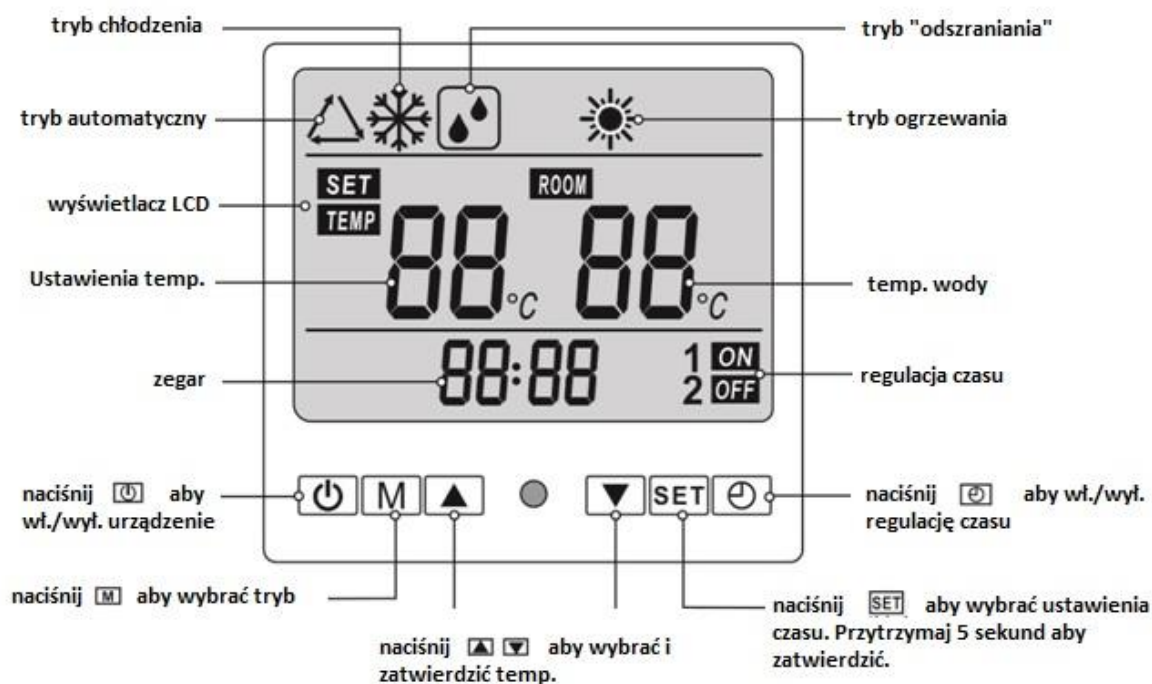 tryb chłodzenia
tryb "odszraniania"
tryb automatyczny
tryb ogrzewania
SET
TEMP
ROOM
wyświetlacz LCD
88 °C
88 °C
Ustawienia temp.
temp. wody
88:88
1 ON
2 OFF
zegar
regulacja czasu
M
SET
naciśnij aby
wł./wył. urządzenie
naciśnij aby wł./wył.
regulację czasu
naciśnij M aby wybrać tryb
naciśnij ▲ ▼ aby wybrać i
zatwierdzić temp.
naciśnij SET aby wybrać ustawienia
czasu. Przytrzymaj 5 sekund aby
zatwierdzić.